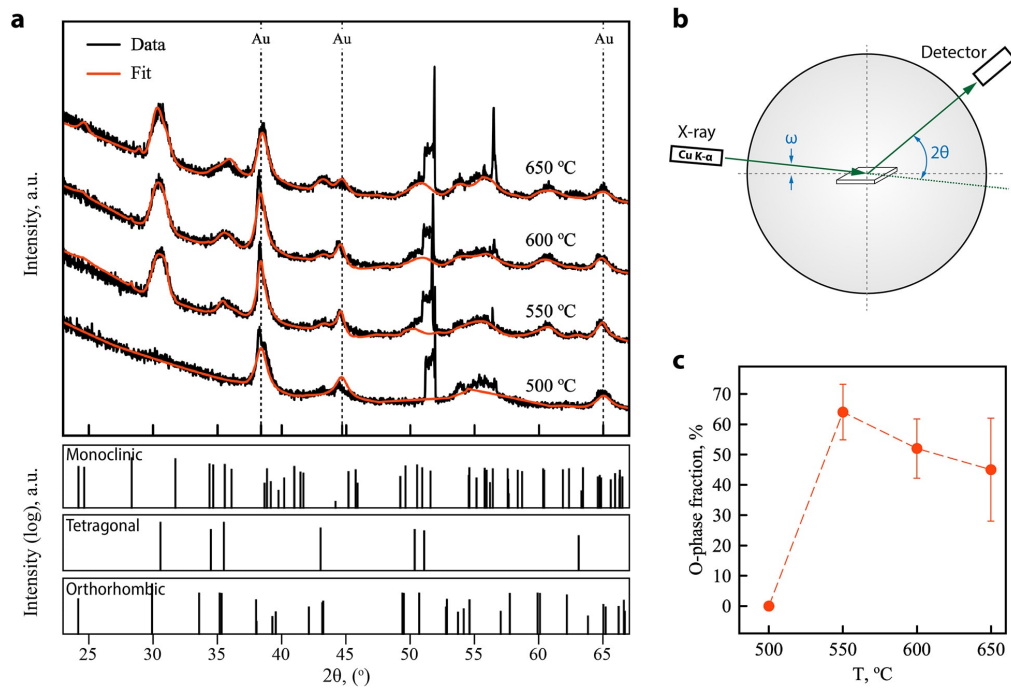 a
Data
Fit
Au
Au
Au
650 ºC
600 ºC
550 ºC
500 ºC
Intensity, a.u.
Monoclinic
Tetragonal
Orthorhombic
Intensity (log), a.u.
25
30
35
40
45
50
55
60
65
2θ, (º)
b
Detector
X-ray
Cu K-α
ω
2θ
c
O-phase fraction, %
70
60
50
40
30
20
10
0
500
550
600
650
T, ºC